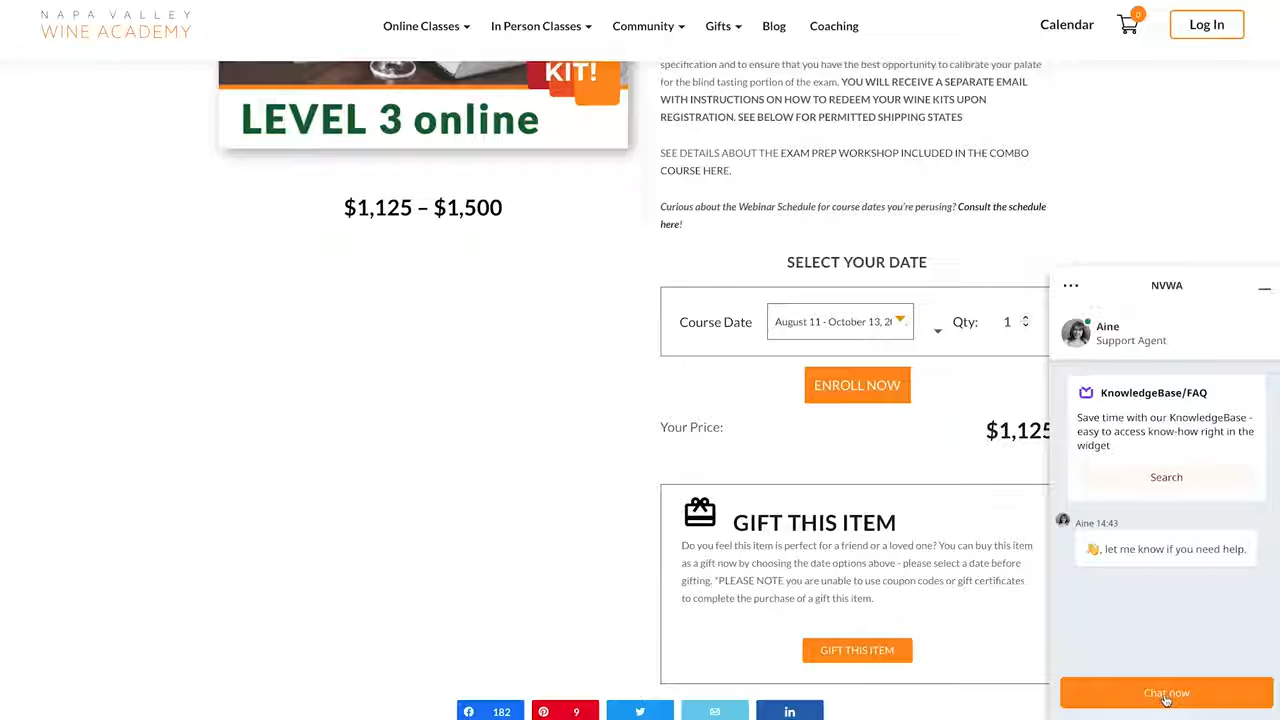 NAPA VALLEY
WINE ACADEMY
Online Classes
In Person Classes
Community
Gifts
Blog
Coaching
Calendar
0
Log In
KIT!
LEVEL 3 online
$1,125 – $1,500
specification and to ensure that you have the best opportunity to calibrate your palate
for the blind tasting portion of the exam. YOU WILL RECEIVE A SEPARATE EMAIL
WITH INSTRUCTIONS ON HOW TO REDEEM YOUR WINE KITS UPON
REGISTRATION. SEE BELOW FOR PERMITTED SHIPPING STATES
SEE DETAILS ABOUT THE EXAM PREP WORKSHOP INCLUDED IN THE COMBO
COURSE HERE.
Curious about the Webinar Schedule for course dates you're perusing? Consult the schedule
here!
SELECT YOUR DATE
Course Date
August 11 - October 13, 20
Qty:
1
ENROLL NOW
Your Price:
$1,125
GIFT THIS ITEM
Do you feel this item is perfect for a friend or a loved one? You can buy this item
as a gift now by choosing the date options above - please select a date before
gifting. *PLEASE NOTE you are unable to use coupon codes or gift certificates
to complete the purchase of a gift this item.
GIFT THIS ITEM
182
9
NVWA
Aine
Support Agent
KnowledgeBase/FAQ
Save time with our KnowledgeBase -
easy to access know-how right in the
widget
Search
Aine 14:43
👋, let me know if you need help.
Chat now